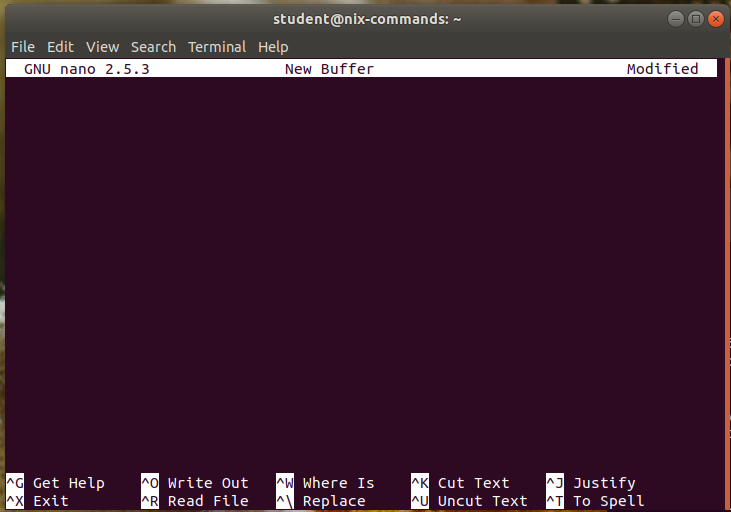 student@nix-commands: ~
File Edit View Search Terminal Help
GNU nano 2.5.3 New Buffer Modified
^G Get Help ^O Write Out ^W Where Is ^K Cut Text ^J Justify
^X Exit ^R Read File ^\ Replace ^U Uncut Text ^T To Spell